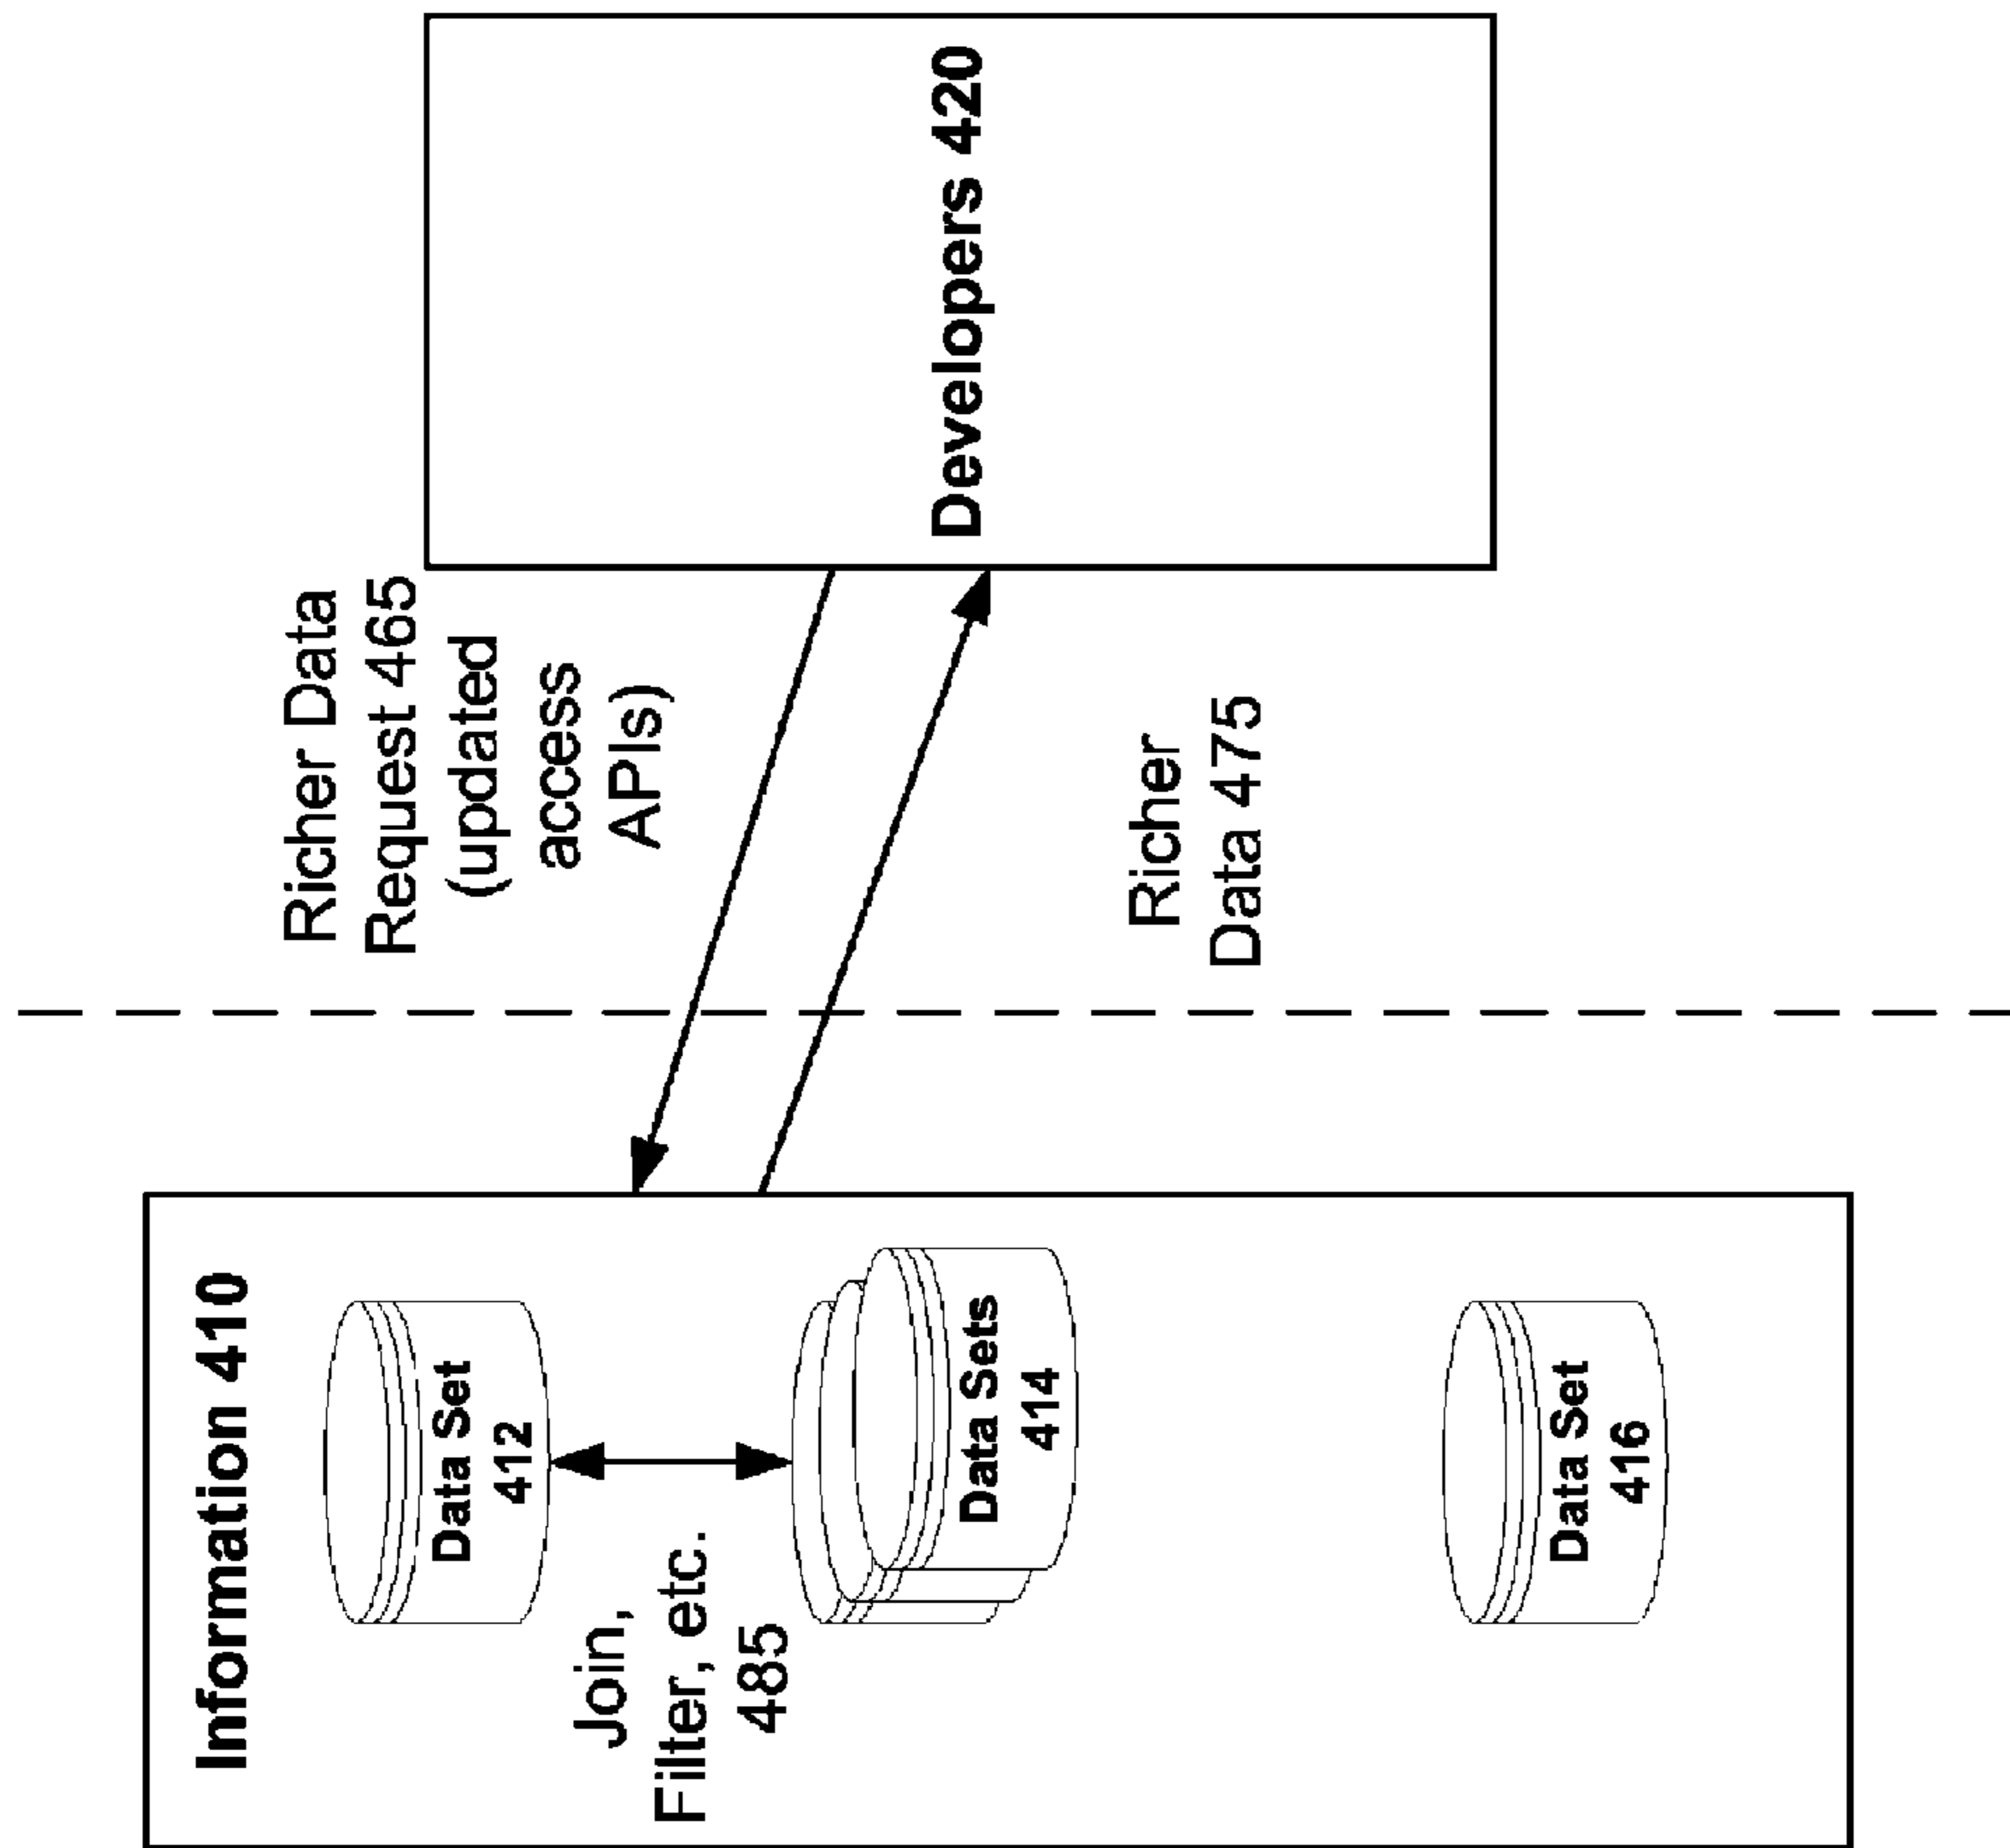 Information 410
Data Set
412
Join,
Filter, etc.
485
Data Sets
414
Data Set
416
Richer Data
Request 465
(updated
access
APIs)
Richer
Data 475
Developers 420